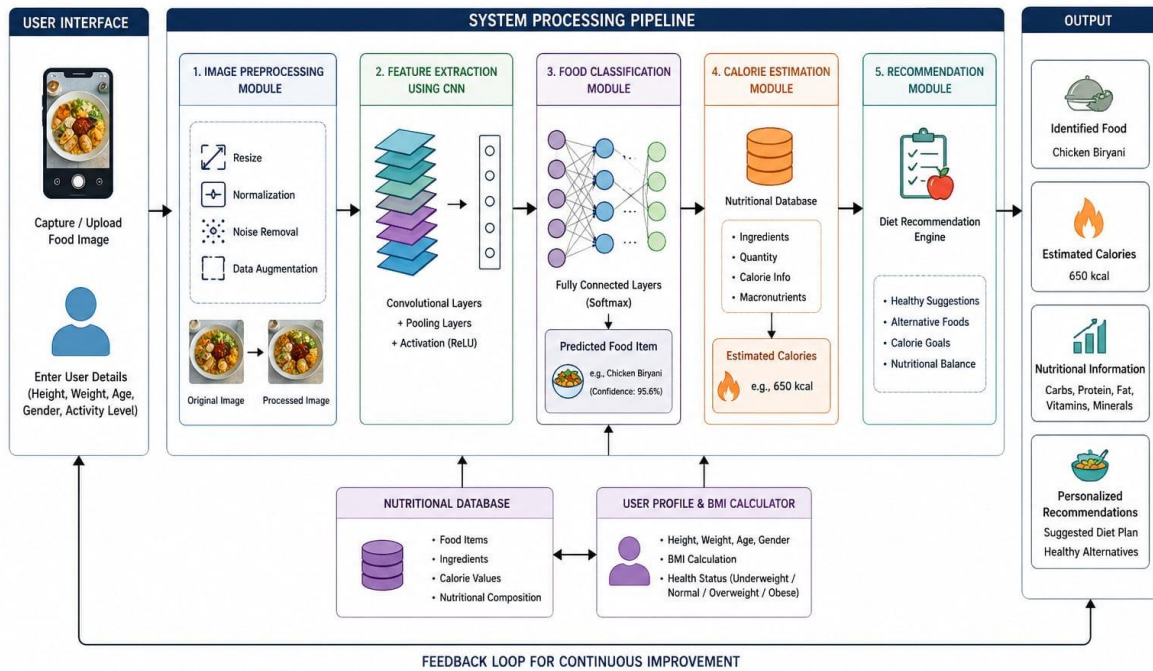 USER INTERFACE
Capture / Upload
Food Image
Enter User Details
(Height, Weight, Age,
Gender, Activity Level)
SYSTEM PROCESSING PIPELINE
1. IMAGE PREPROCESSING
MODULE
Resize
Normalization
Noise Removal
Data Augmentation
Original Image
Processed Image
2. FEATURE EXTRACTION
USING CNN
Convolutional Layers
+ Pooling Layers
+ Activation (ReLU)
3. FOOD CLASSIFICATION
MODULE
Fully Connected Layers
(Softmax)
Predicted Food Item
e.g., Chicken Biryani
(Confidence: 95.6%)
4. CALORIE ESTIMATION
MODULE
Nutritional Database
• Ingredients
• Quantity
• Calorie Info
• Macronutrients
Estimated Calories
e.g., 650 kcal
5. RECOMMENDATION
MODULE
Diet Recommendation
Engine
• Healthy Suggestions
• Alternative Foods
• Calorie Goals
• Nutritional Balance
OUTPUT
Identified Food
Chicken Biryani
Estimated Calories
650 kcal
Nutritional Information
Carbs, Protein, Fat,
Vitamins, Minerals
Personalized
Recommendations
Suggested Diet Plan
Healthy Alternatives
NUTRITIONAL DATABASE
• Food Items
• Ingredients
• Calorie Values
• Nutritional Composition
USER PROFILE & BMI CALCULATOR
• Height, Weight, Age, Gender
• BMI Calculation
• Health Status (Underweight /
Normal / Overweight / Obese)
FEEDBACK LOOP FOR CONTINUOUS IMPROVEMENT